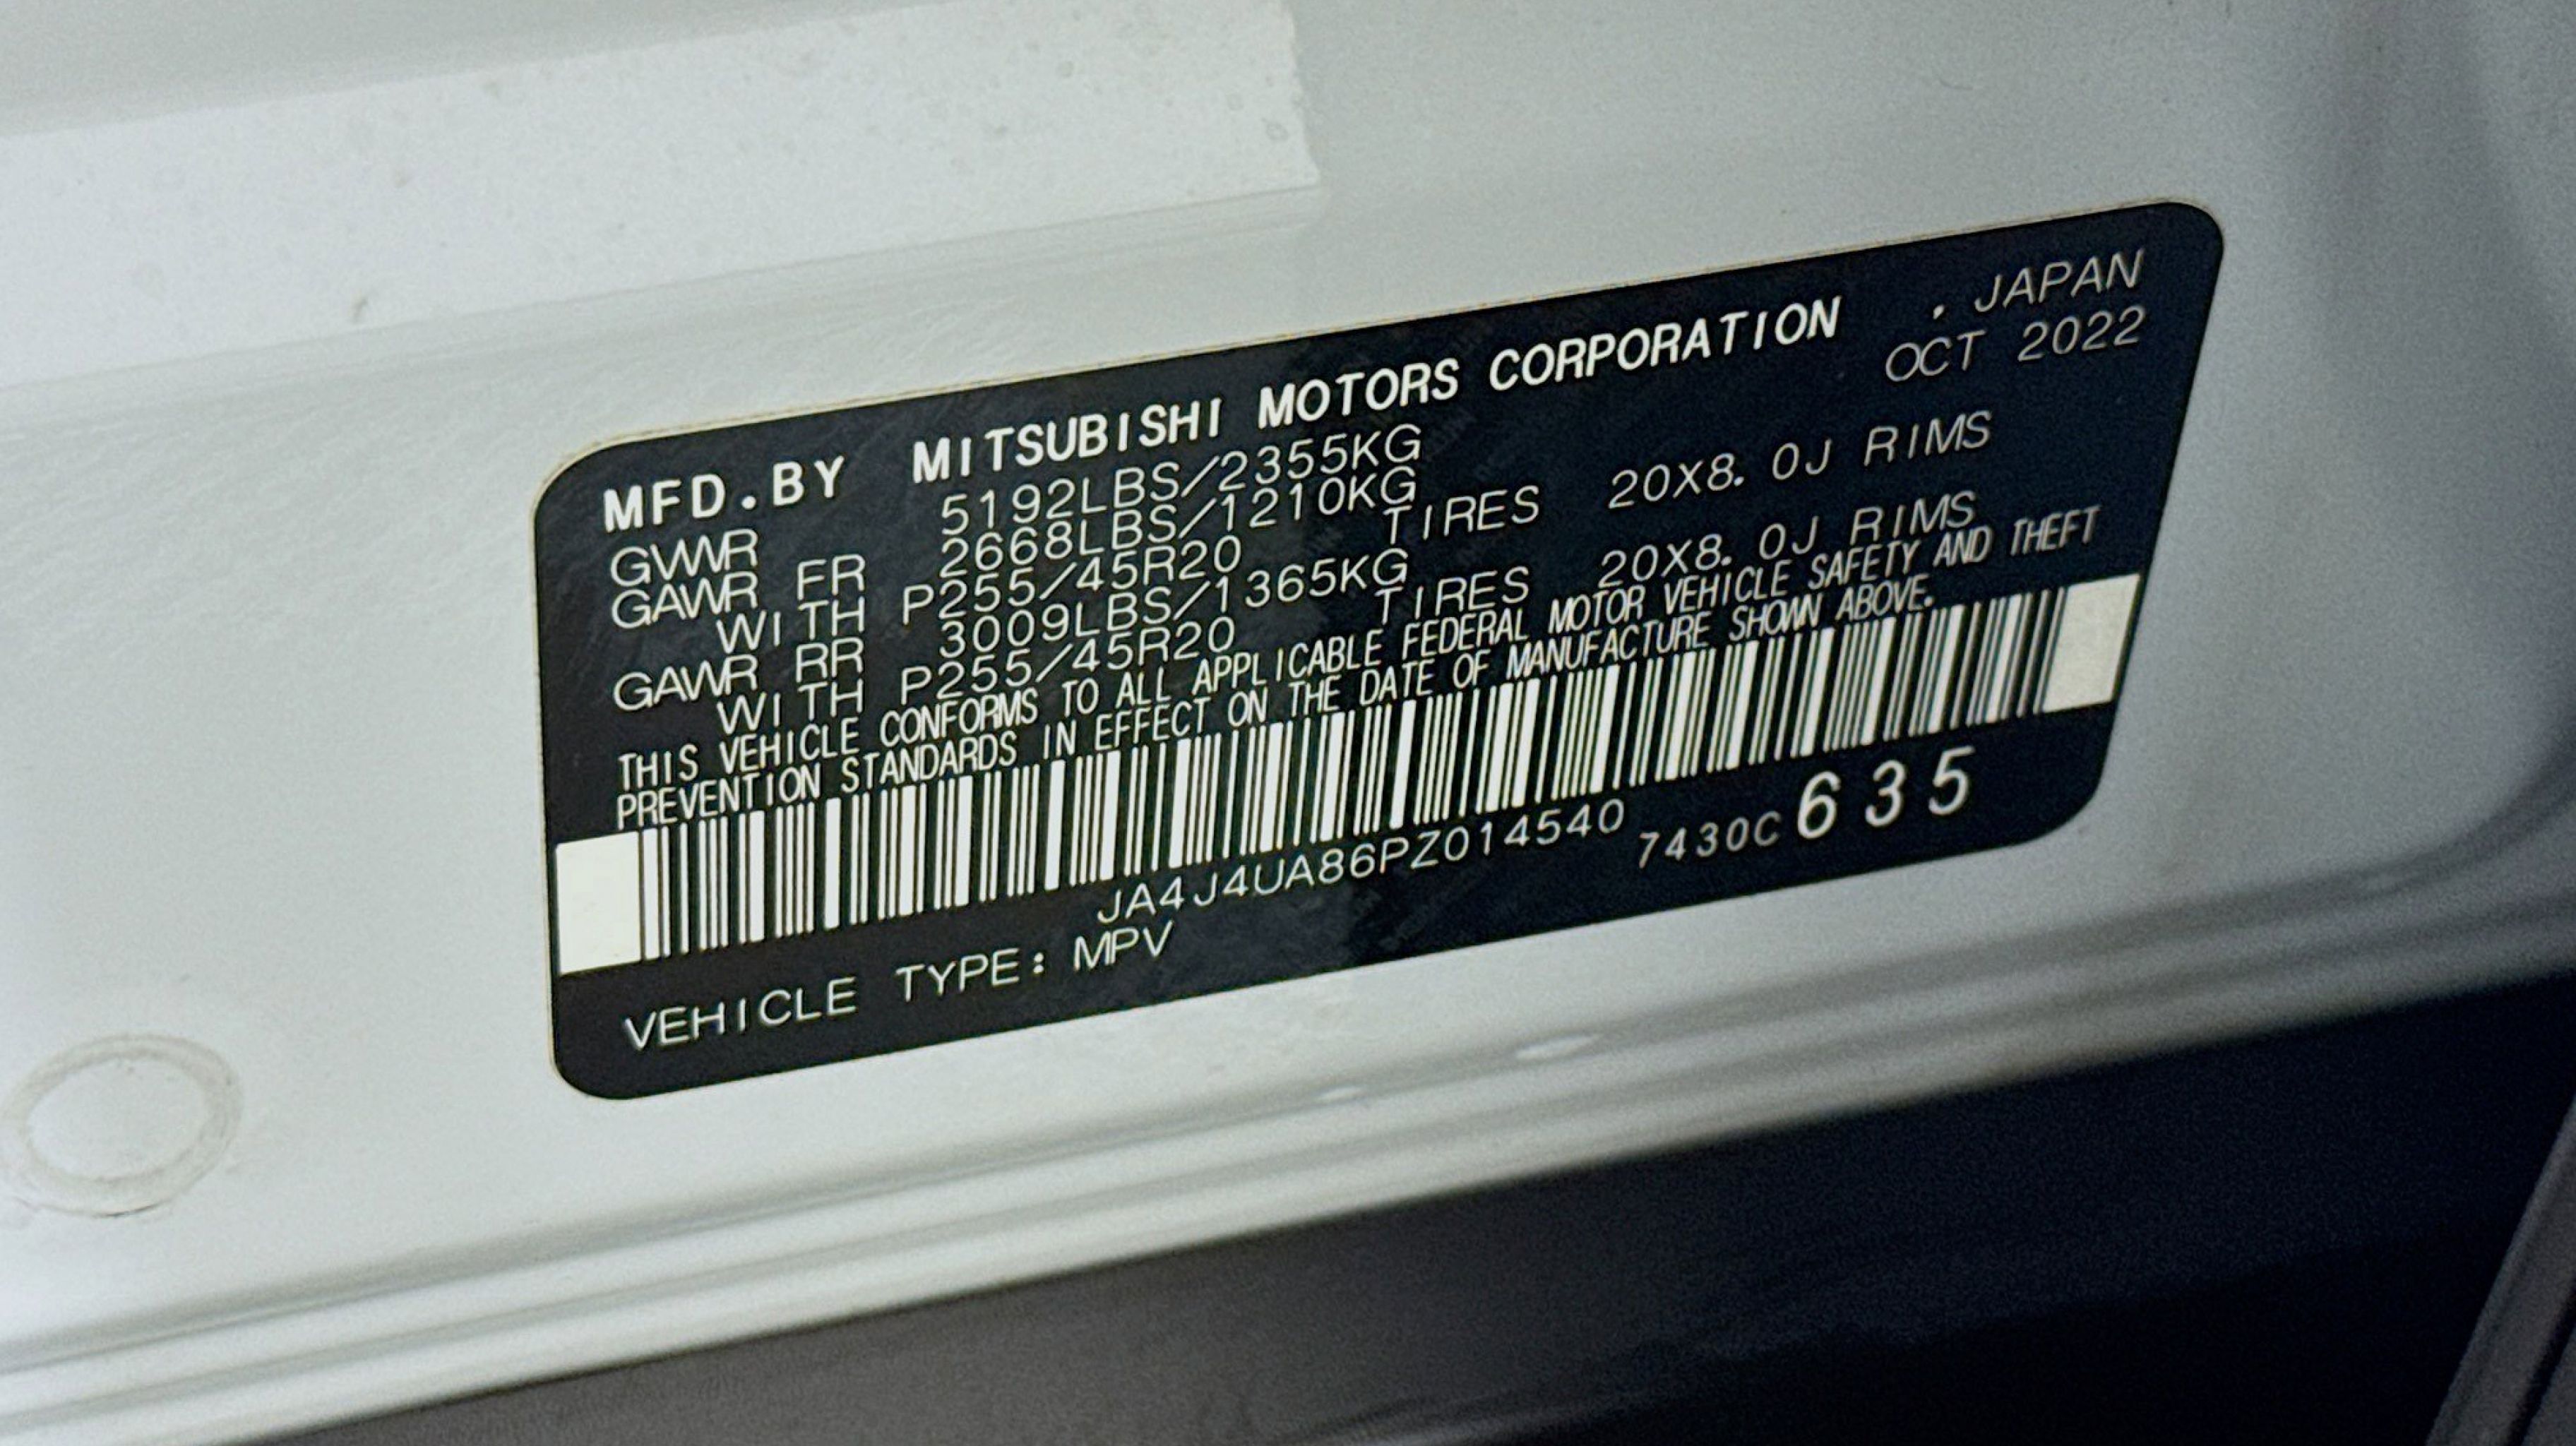 MFD.BY MITSUBISHI MOTORS CORPORATION , JAPAN
OCT 2022
GVWR 5192LBS/2355KG
GAWR FR 2668LBS/1210KG
WITH P255/45R20 TIRES 20X8.0J RIMS
GAWR RR 3009LBS/1365KG
WITH P255/45R20 TIRES 20X8.0J RIMS
THIS VEHICLE CONFORMS TO ALL APPLICABLE FEDERAL MOTOR VEHICLE SAFETY AND THEFT
PREVENTION STANDARDS IN EFFECT ON THE DATE OF MANUFACTURE SHOWN ABOVE.
JA4J4UA86PZ014540 7430C635
VEHICLE TYPE: MPV